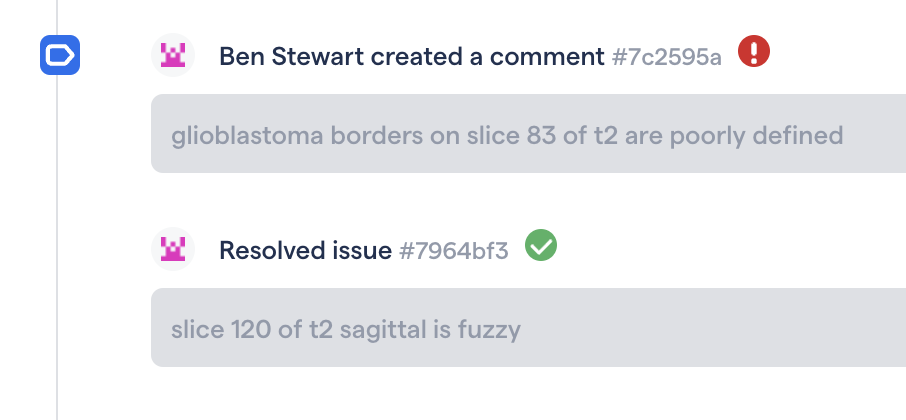 Ben Stewart created a comment #7c2595a
glioblastoma borders on slice 83 of t2 are poorly defined
Resolved issue #7964bf3
slice 120 of t2 sagittal is fuzzy